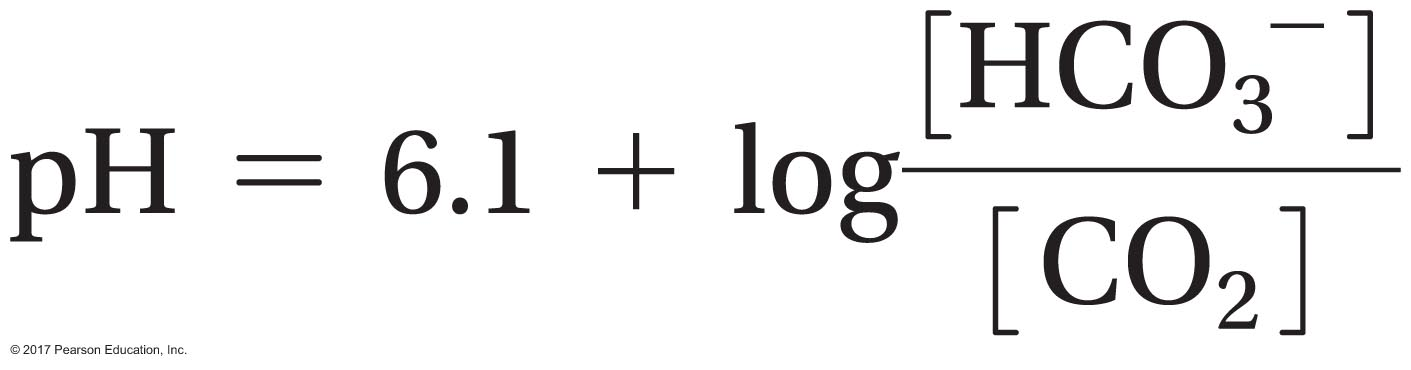 pH = 6.1 + log [HCO₃⁻] / [CO₂]
© 2017 Pearson Education, Inc.